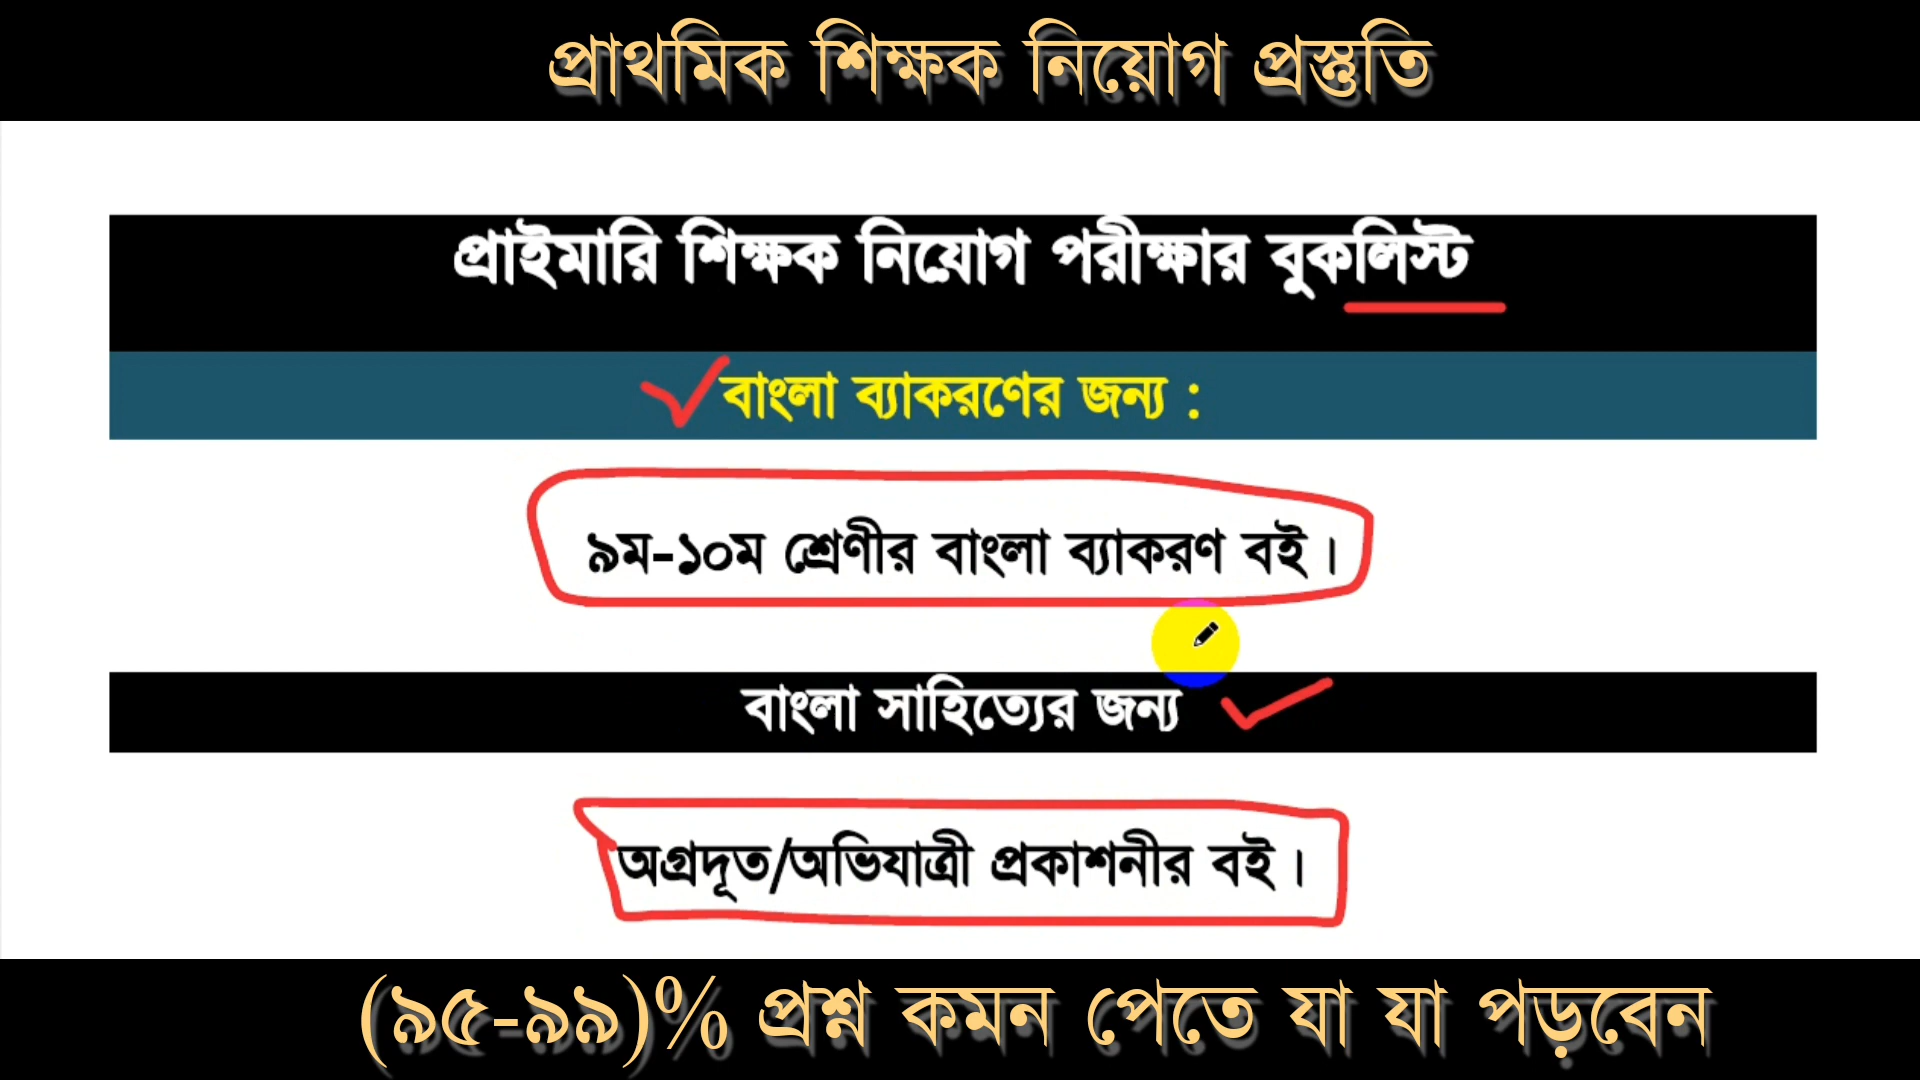 প্রাথমিক শিক্ষক নিয়োগ প্রস্তুতি
প্রাইমারি শিক্ষক নিযোগ পরীক্ষার বুকলিস্ট
বাংলা ব্যাকরণের জন্য :
৯ম-১০ম শ্রেণীর বাংলা ব্যাকরণ বই।
বাংলা সাহিত্যের জন্য
অগ্রদূত/অভিযাত্রী প্রকাশনীর বই।
(৯৫-৯৯)% প্রশ্ন কমন পেতে যা যা পড়বেন